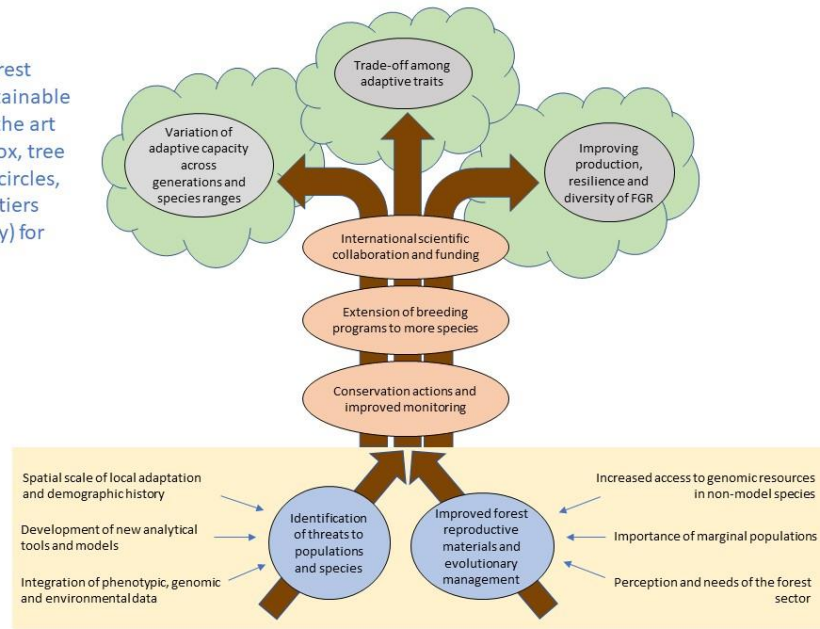 rest
tainable
the art
ox, tree
circles,
tiers
y) for
Trade-off among
adaptive traits
Variation of
adaptive capacity
across
generations and
species ranges
Improving
production,
resilience and
diversity of FGR
International scientific
collaboration and funding
Extension of breeding
programs to more species
Conservation actions and
improved monitoring
Spatial scale of local adaptation
and demographic history
Development of new analytical
tools and models
Integration of phenotypic, genomic
and environmental data
Identification
of threats to
populations
and species
Improved forest
reproductive
materials and
evolutionary
management
Increased access to genomic resources
in non-model species
Importance of marginal populations
Perception and needs of the forest
sector